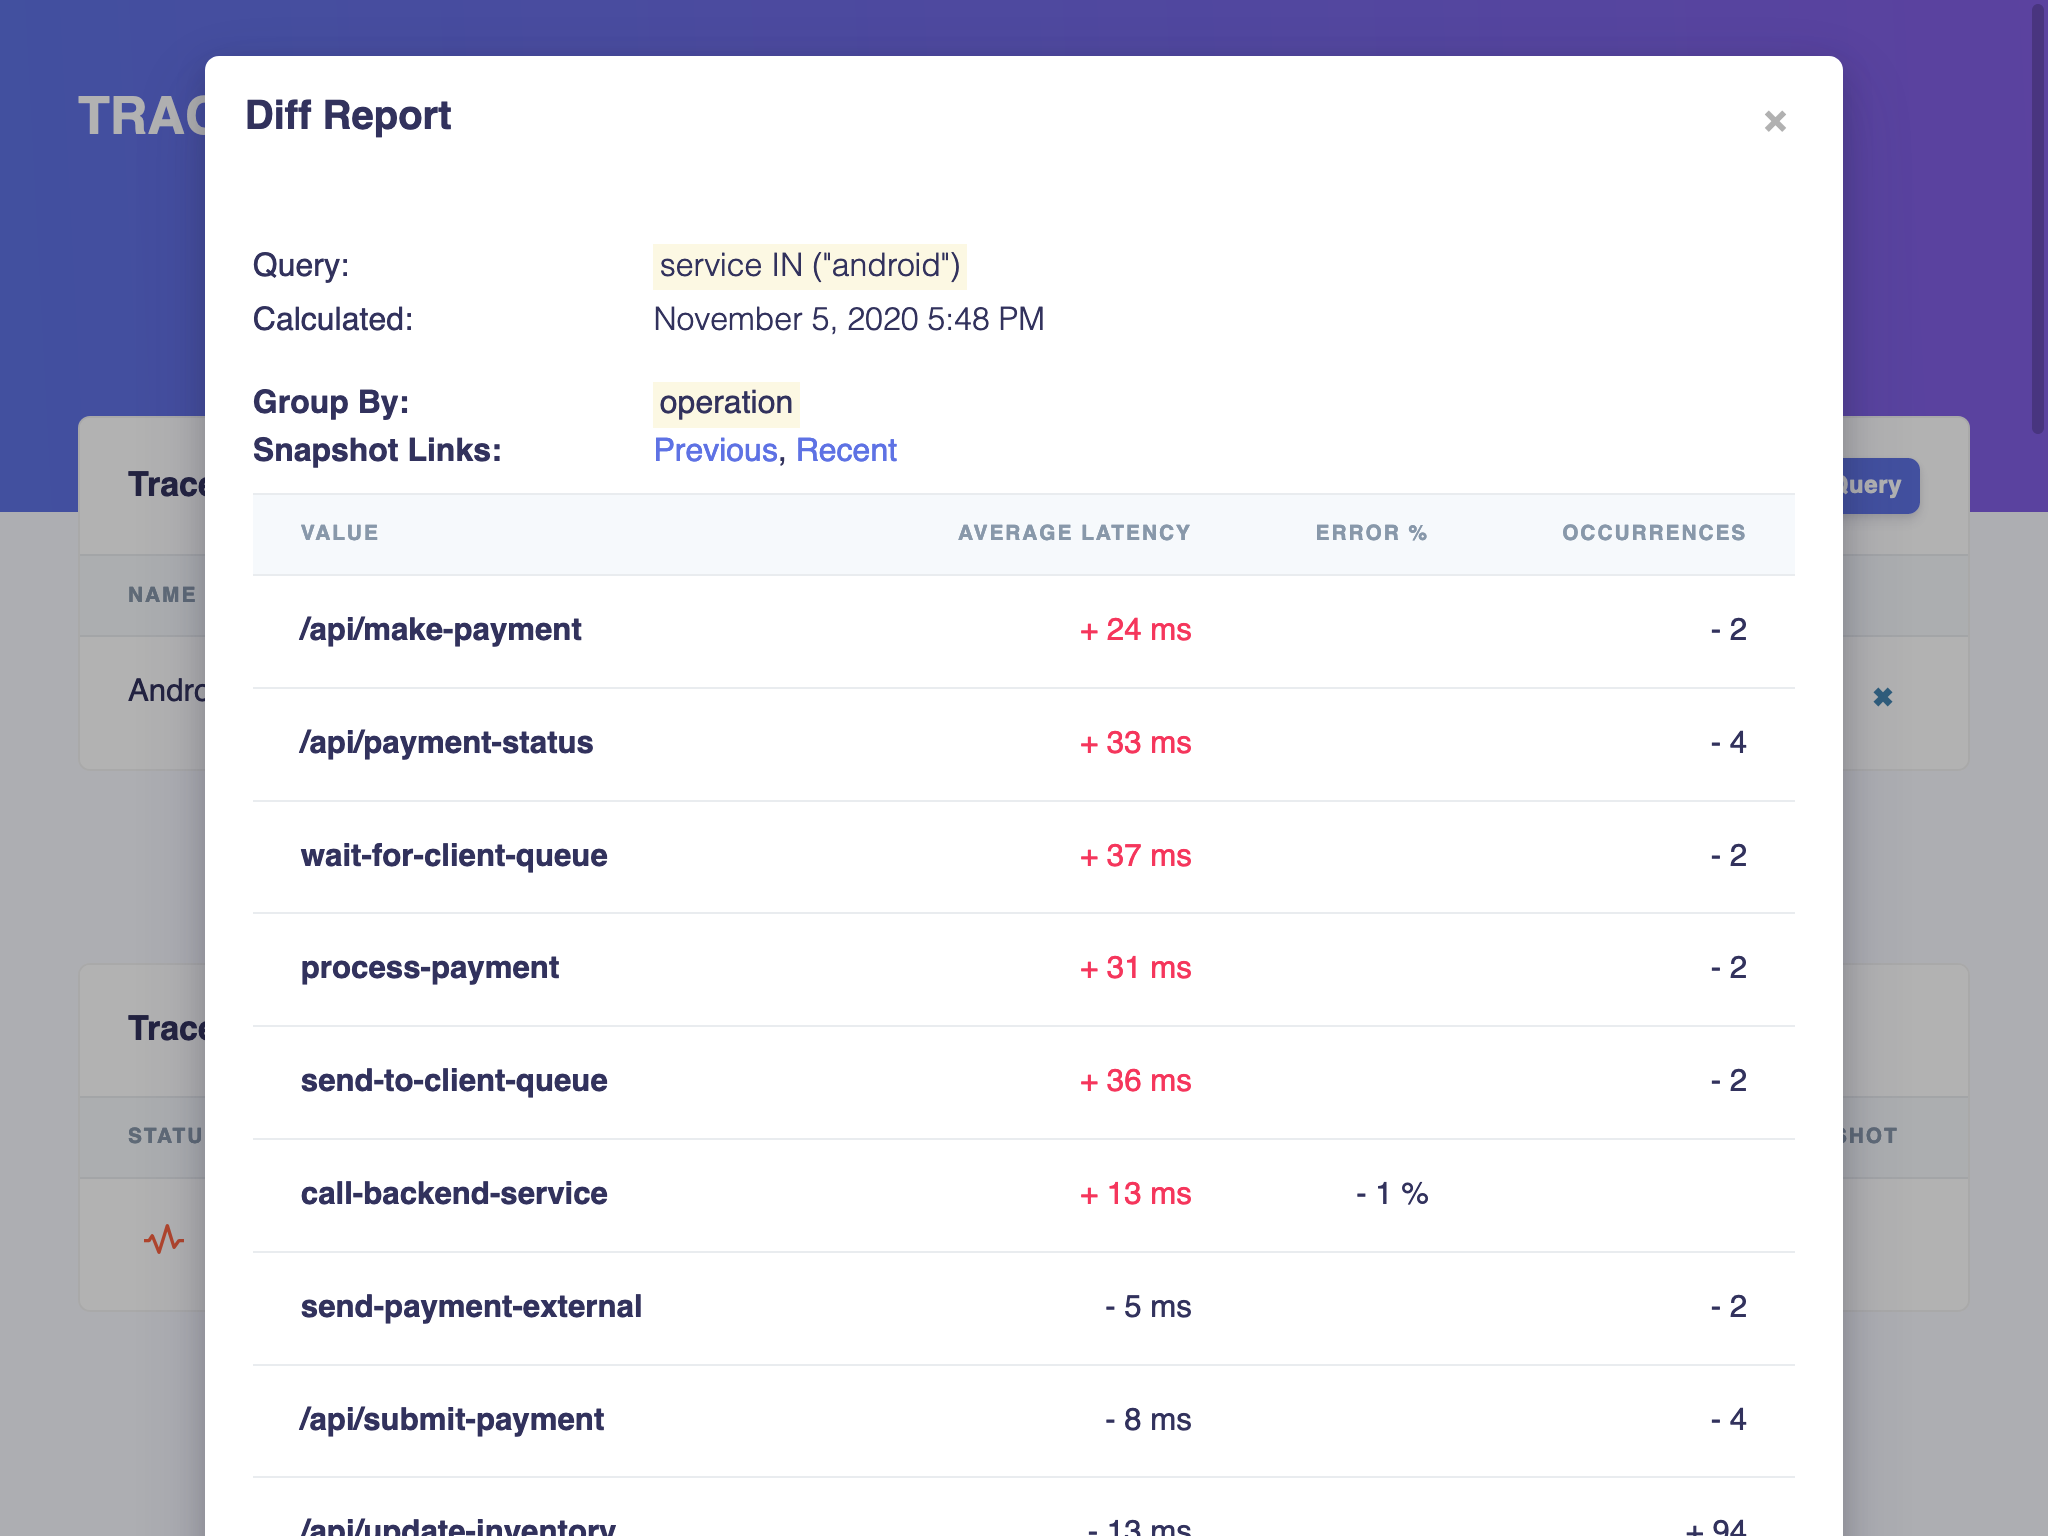 TRAC
Diff Report
×
Query: service IN ("android")
Calculated: November 5, 2020 5:48 PM
Group By: operation
Snapshot Links: Previous, Recent
Trace
Query
VALUE AVERAGE LATENCY ERROR % OCCURRENCES
NAME
/api/make-payment + 24 ms - 2
Andro
/api/payment-status + 33 ms - 4
wait-for-client-queue + 37 ms - 2
process-payment + 31 ms - 2
Trace
send-to-client-queue + 36 ms - 2
STATU
SHOT
call-backend-service + 13 ms - 1 %
send-payment-external - 5 ms - 2
/api/submit-payment - 8 ms - 4
/api/update-inventory - 13 ms + 94